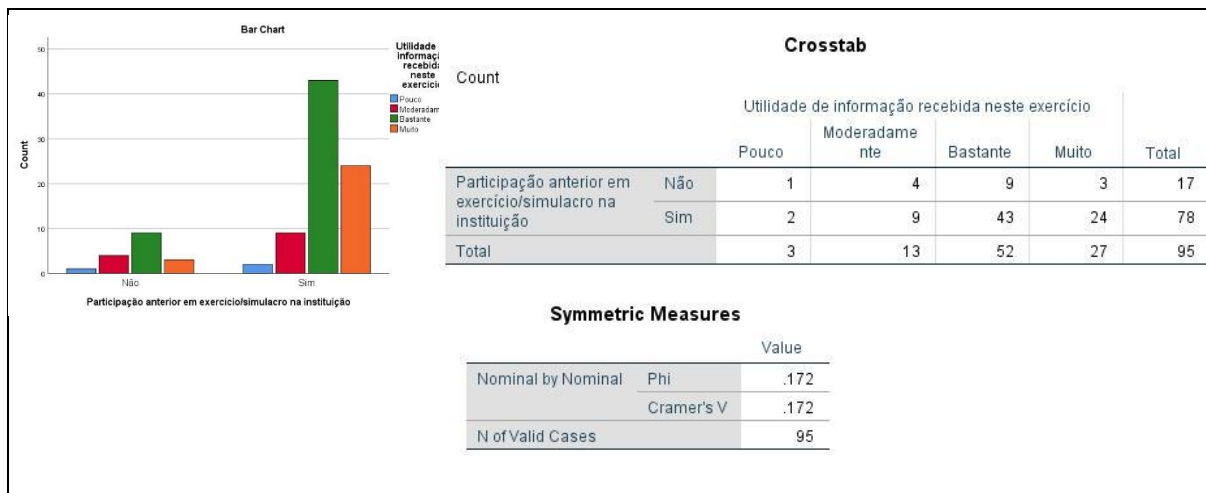 Bar Chart
50
40
30
20
10
0
Count
Não
Sim
Participação anterior em exercício/simulacro na instituição
Utilidade
informaçã
recebida
neste
exercício
Pouco
Moderadam
Bastante
Muito
Crosstab
Count
Utilidade de informação recebida neste exercício
Pouco Moderadame Bastante Muito Total
nte
Participação anterior em Não 1 4 9 3 17
exercício/simulacro na
instituição Sim 2 9 43 24 78
Total 3 13 52 27 95
Symmetric Measures
Value
Nominal by Nominal Phi .172
Cramer's V .172
N of Valid Cases 95